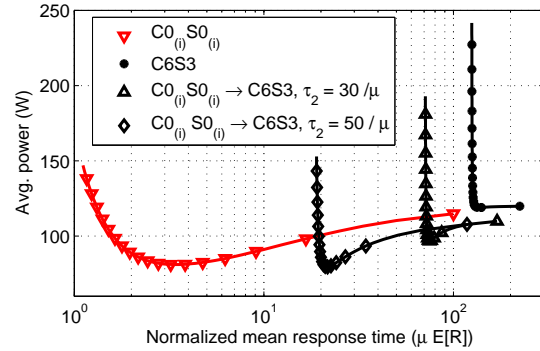 250
200
150
100
Avg. power (W)
C0(i)S0(i)
C6S3
C0(i)S0(i) → C6S3, τ2 = 30 /μ
C0(i) S0(i) → C6S3, τ2 = 50 / μ
10^0
10^1
10^2
Normalized mean response time (μ E[R])